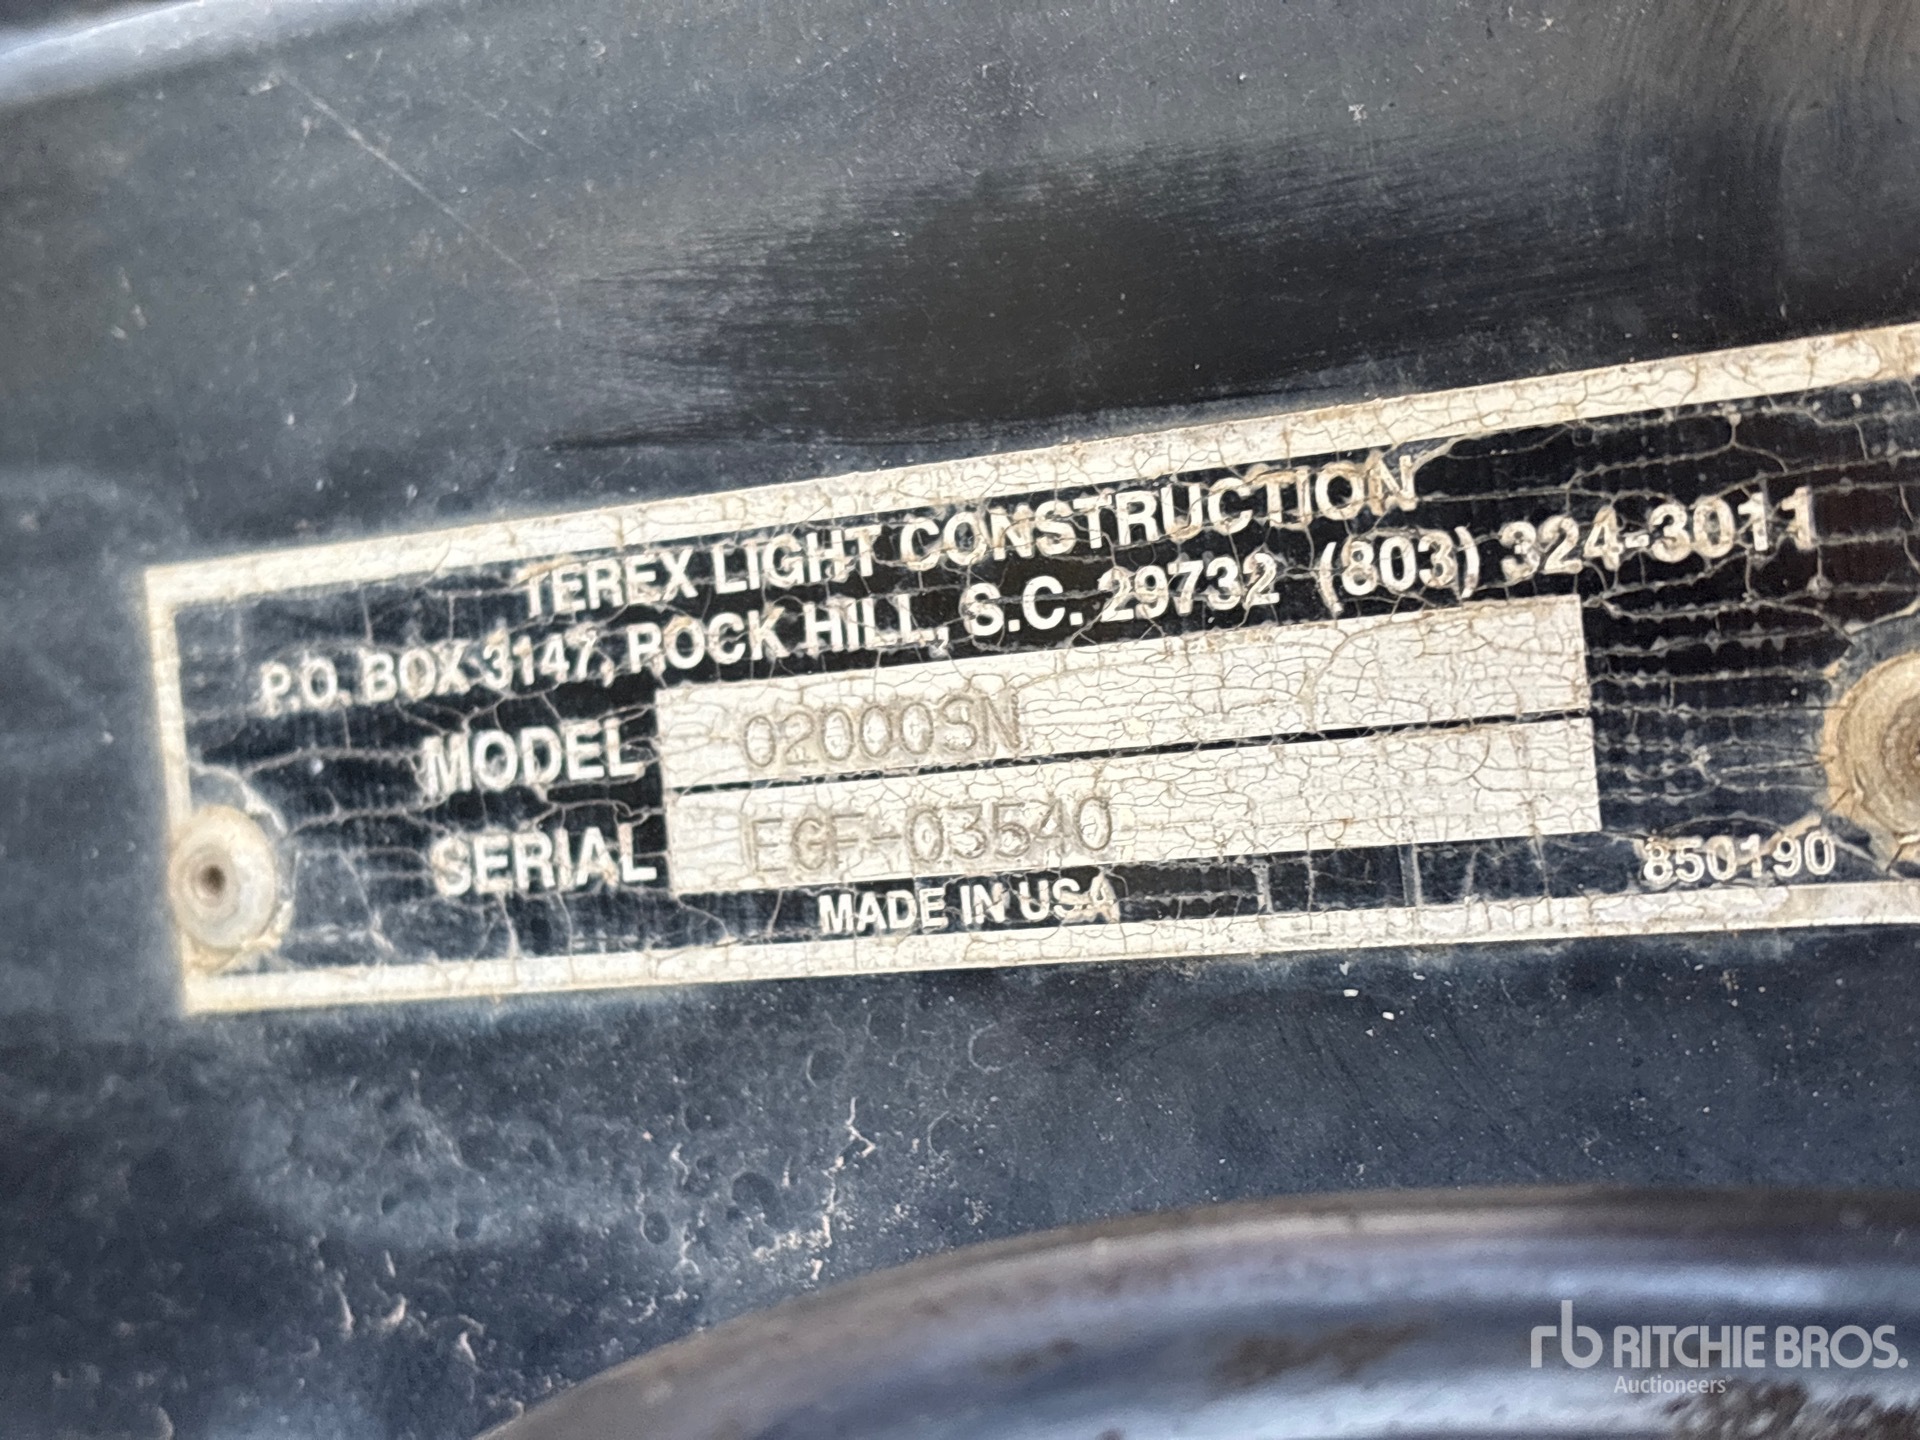 TEREX LIGHT CONSTRUCTION
P.O. BOX 3147, ROCK HILL, S.C. 29732 (803) 324-3011
MODEL 02000SN
SERIAL EGF-03540
MADE IN USA
850190
rb RITCHIE BROS.
Auctioneers